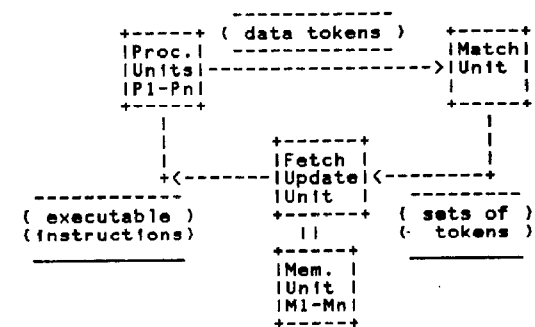 ( data tokens )
Proc.
Units
P1-Pn
Match
Unit
Fetch
Update
Unit
( executable )
(instructions)
( sets of )
( tokens )
Mem.
Unit
M1-Mn